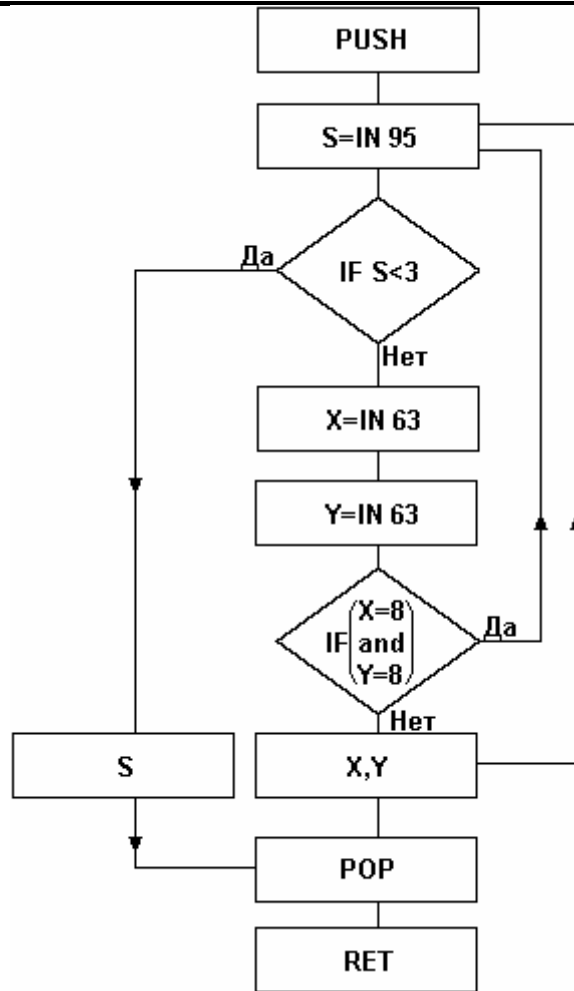 PUSH
S=IN 95
Да
IF S<3
Нет
X=IN 63
Y=IN 63
X=8
IF and
Y=8
Да
Нет
S
X,Y
POP
RET